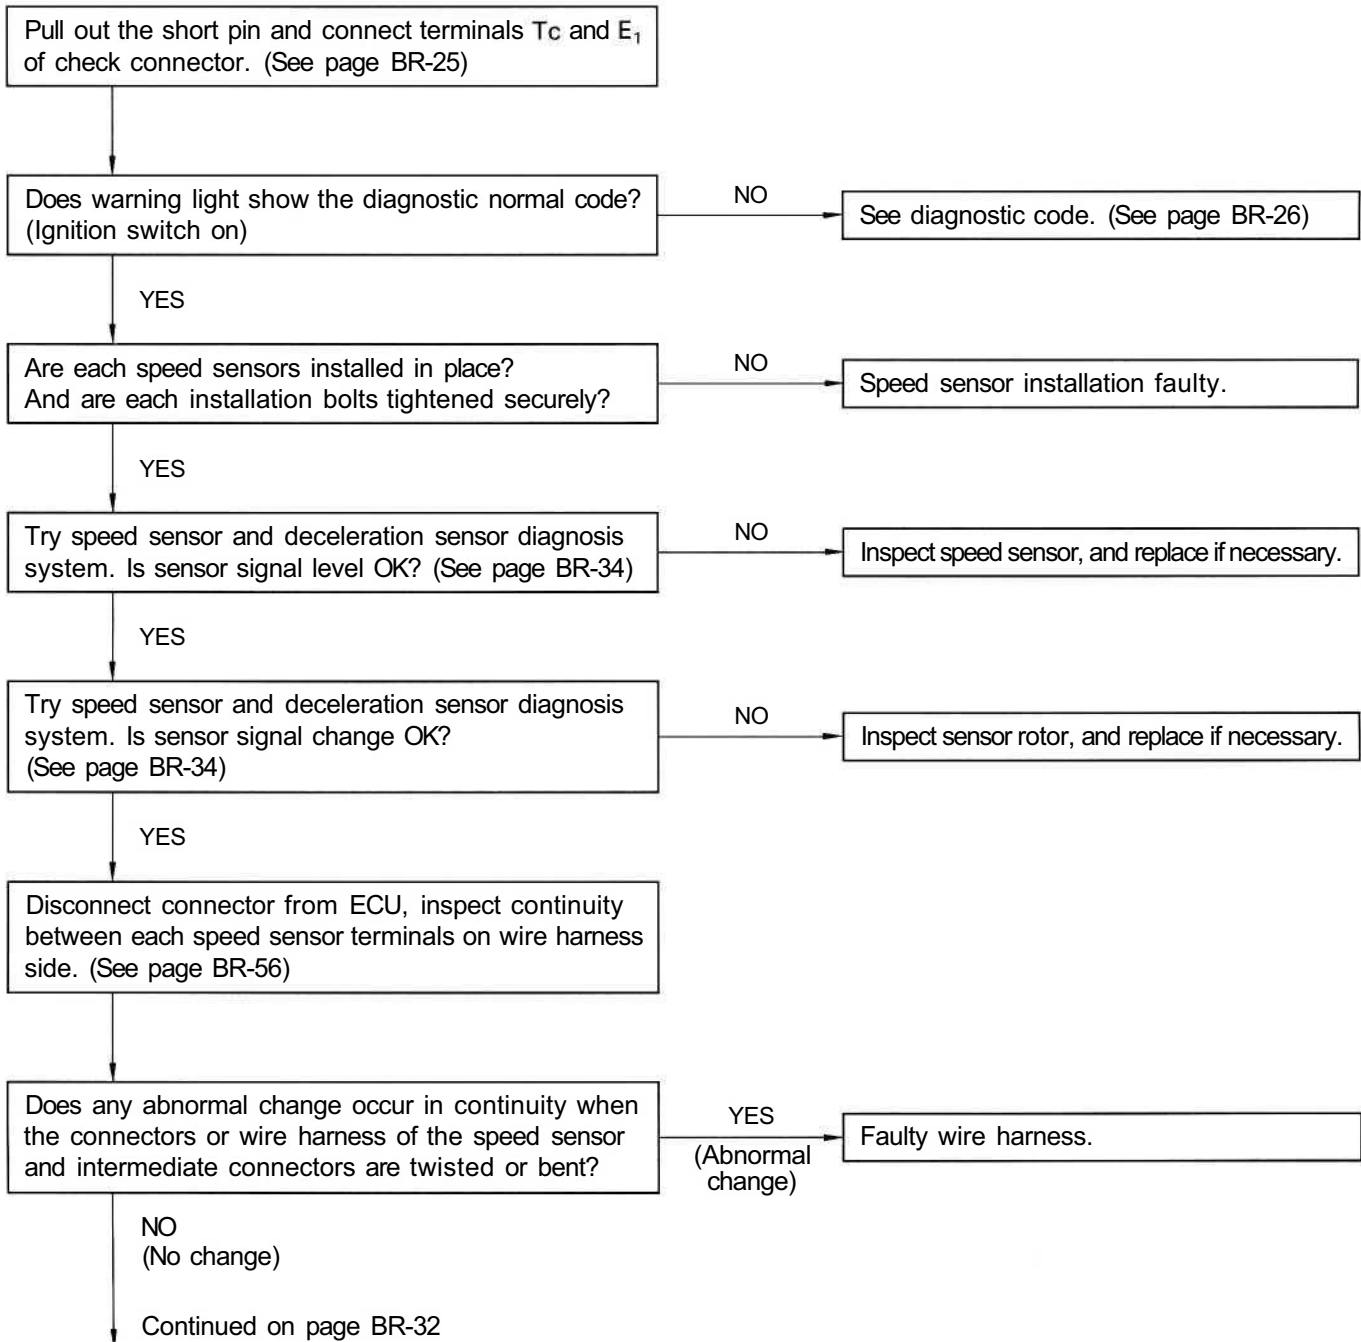 Pull out the short pin and connect terminals Tc and E₁
of check connector. (See page BR-25)
Does warning light show the diagnostic normal code?
(Ignition switch on)
NO
See diagnostic code. (See page BR-26)
YES
Are each speed sensors installed in place?
And are each installation bolts tightened securely?
NO
Speed sensor installation faulty.
YES
Try speed sensor and deceleration sensor diagnosis
system. Is sensor signal level OK? (See page BR-34)
NO
Inspect speed sensor, and replace if necessary.
YES
Try speed sensor and deceleration sensor diagnosis
system. Is sensor signal change OK?
(See page BR-34)
NO
Inspect sensor rotor, and replace if necessary.
YES
Disconnect connector from ECU, inspect continuity
between each speed sensor terminals on wire harness
side. (See page BR-56)
Does any abnormal change occur in continuity when
the connectors or wire harness of the speed sensor
and intermediate connectors are twisted or bent?
YES
(Abnormal
change)
Faulty wire harness.
NO
(No change)
Continued on page BR-32